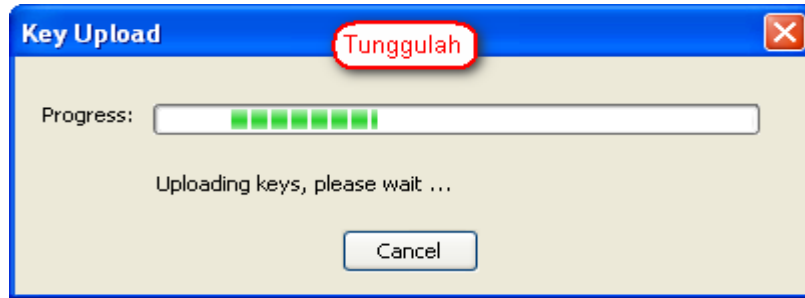 Key Upload
Tunggulah
Progress:
Uploading keys, please wait ...
Cancel